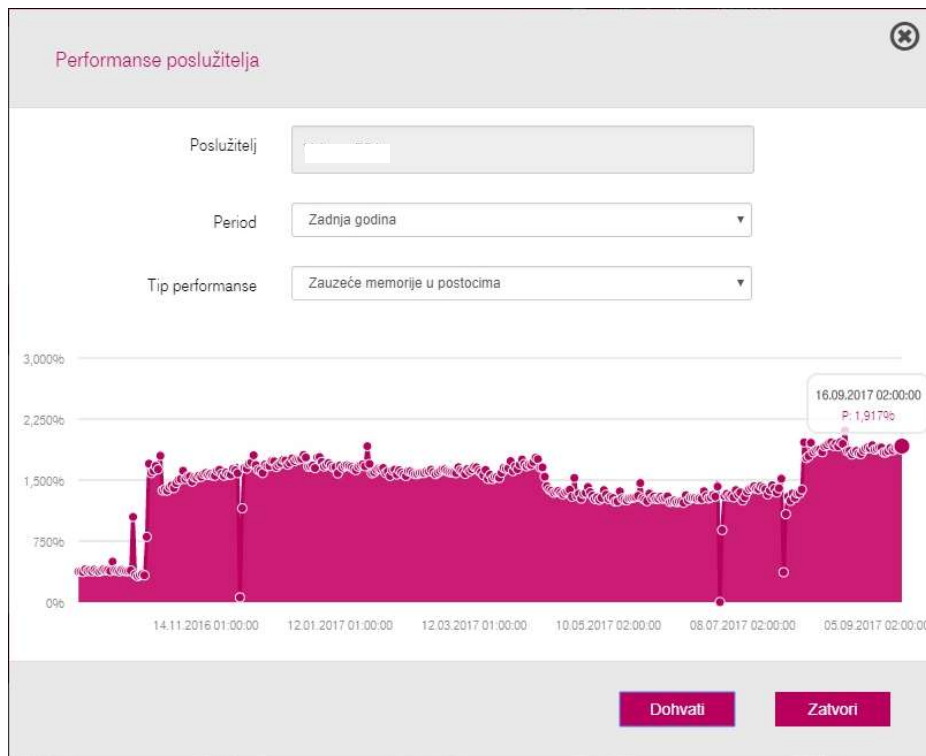 Performanse poslužitelja
Poslužitelj
Period
Zadnja godina
Tip performanse
Zauzeće memorije u postocima
3,000%
2,250%
1,500%
750%
0%
16.09.2017 02:00:00
P: 1,917%
14.11.2016 01:00:00
12.01.2017 01:00:00
12.03.2017 01:00:00
10.05.2017 02:00:00
08.07.2017 02:00:00
05.09.2017 02:00:00
Dohvati
Zatvori